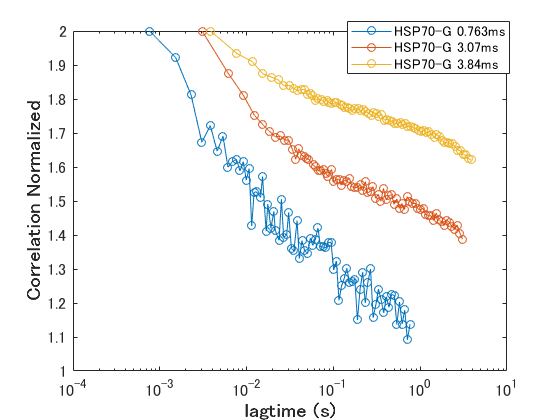 HSP70-G 0.763ms
HSP70-G 3.07ms
HSP70-G 3.84ms
2
1.9
1.8
1.7
1.6
1.5
1.4
1.3
1.2
1.1
1
Correlation Normalized
10^-4 10^-3 10^-2 10^-1 10^0 10^1
lagtime (s)